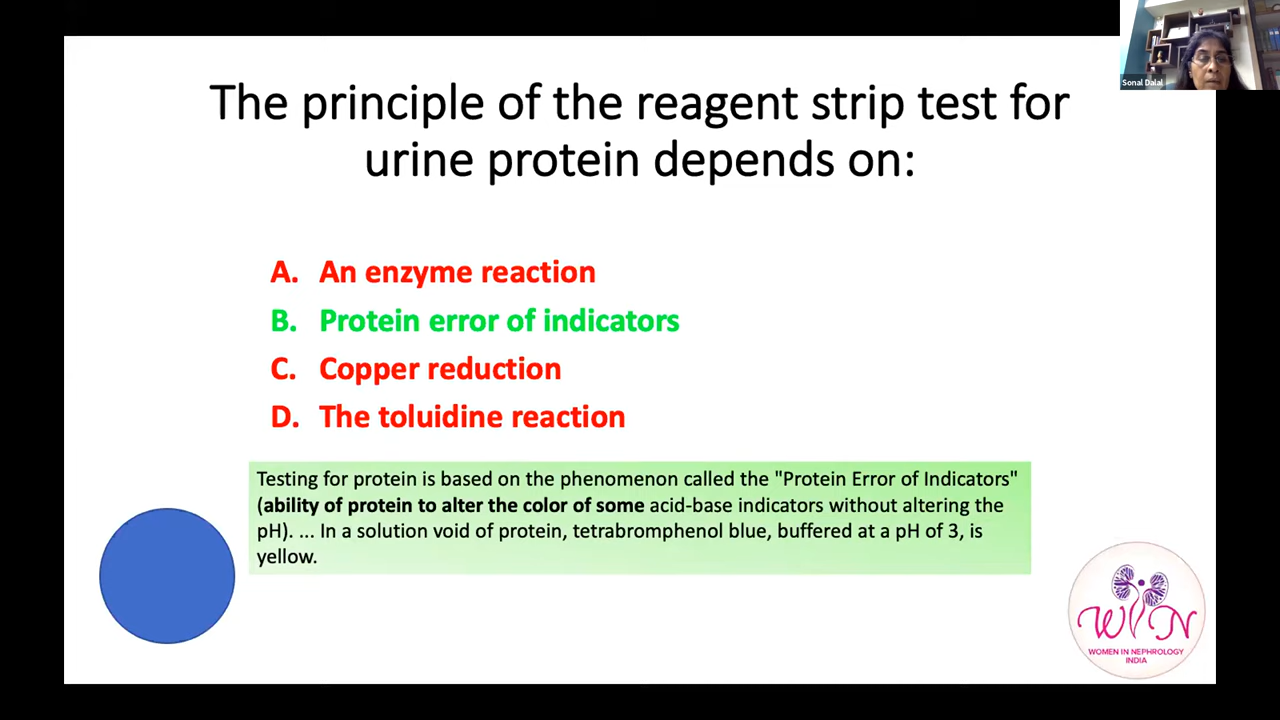 Sonal Dalal
The principle of the reagent strip test for
urine protein depends on:
A. An enzyme reaction
B. Protein error of indicators
C. Copper reduction
D. The toluidine reaction
Testing for protein is based on the phenomenon called the "Protein Error of Indicators"
(ability of protein to alter the color of some acid-base indicators without altering the
pH). ... In a solution void of protein, tetrabromphenol blue, buffered at a pH of 3, is
yellow.
WIN
WOMEN IN NEPHROLOGY
INDIA